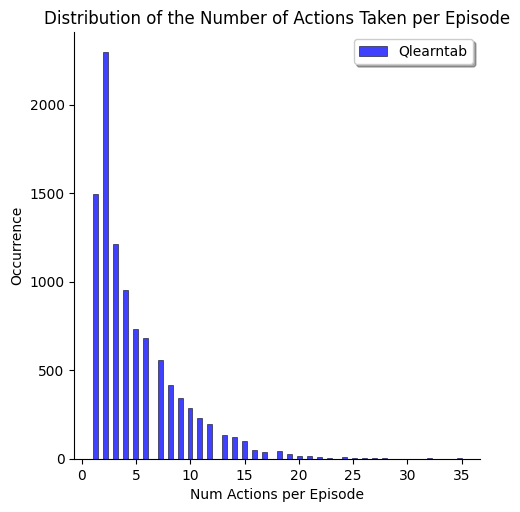 Distribution of the Number of Actions Taken per Episode
Qlearntab
2000
1500
1000
500
0
Occurrence
0 5 10 15 20 25 30 35
Num Actions per Episode